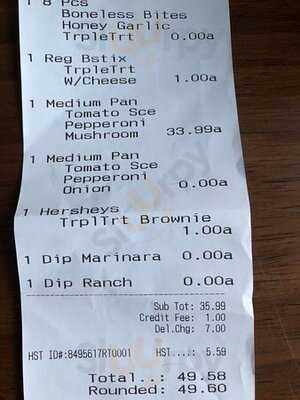 1 8 Pcs
Boneless Bites
Honey Garlic
TrpleTrt 0.00a
1 Reg Bstix
TrpleTrt
W/Cheese 1.00a
1 Medium Pan
Tomato Sce
Pepperoni
Mushroom 33.99a
1 Medium Pan
Tomato Sce
Pepperoni
Onion 0.00a
1 Hersheys
TrplTrt Brownie
1.00a
1 Dip Marinara 0.00a
1 Dip Ranch 0.00a
Sub Tot: 35.99
Credit Fee: 1.00
Del.Chg: 7.00
HST ID#:8495617RT0001 HST....: 5.59
Total..: 49.58
Rounded: 49.60